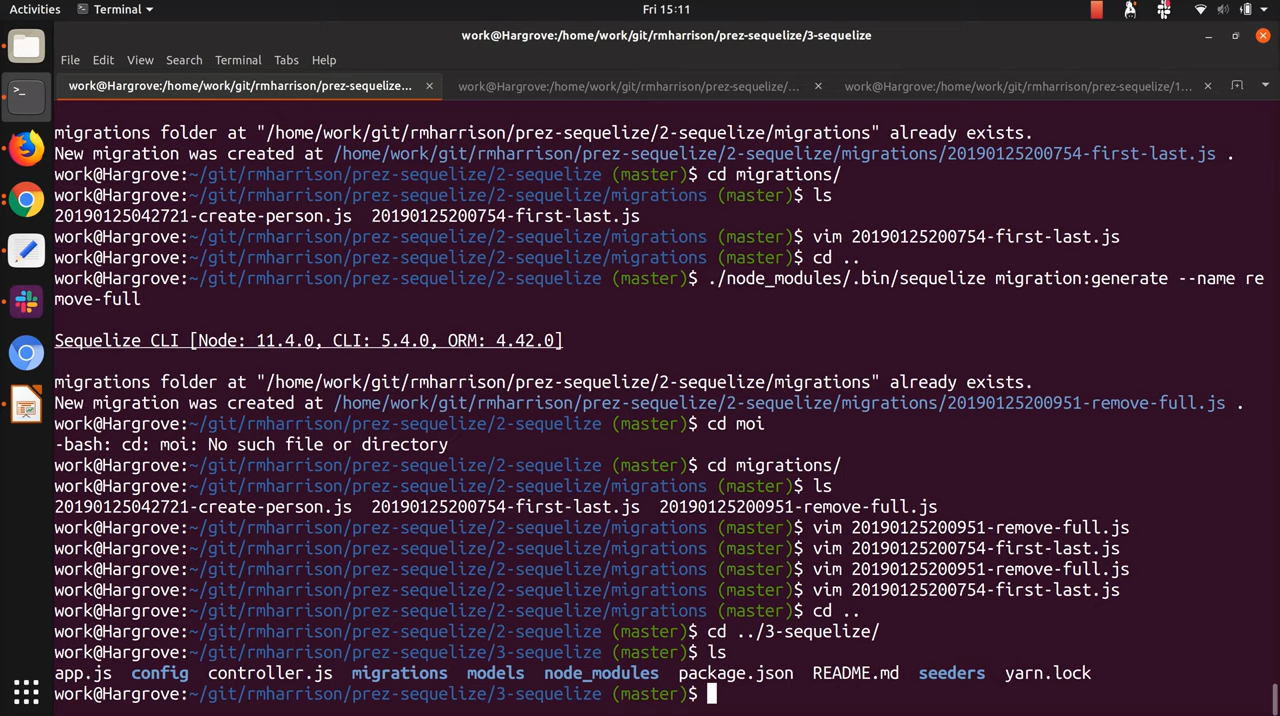 Activities
Terminal
Fri 15:11
work@Hargrove:/home/work/git/rmharrison/prez-sequelize/3-sequelize
File Edit View Search Terminal Tabs Help
work@Hargrove:/home/work/git/rmharrison/prez-sequelize... work@Hargrove:/home/work/git/rmharrison/prez-sequelize/... work@Hargrove:/home/work/git/rmharrison/prez-sequelize/1...
migrations folder at "/home/work/git/rmharrison/prez-sequelize/2-sequelize/migrations" already exists.
New migration was created at /home/work/git/rmharrison/prez-sequelize/2-sequelize/migrations/20190125200754-first-last.js .
work@Hargrove:~/git/rmharrison/prez-sequelize/2-sequelize (master)$ cd migrations/
work@Hargrove:~/git/rmharrison/prez-sequelize/2-sequelize/migrations (master)$ ls
20190125042721-create-person.js  20190125200754-first-last.js
work@Hargrove:~/git/rmharrison/prez-sequelize/2-sequelize/migrations (master)$ vim 20190125200754-first-last.js
work@Hargrove:~/git/rmharrison/prez-sequelize/2-sequelize/migrations (master)$ cd ..
work@Hargrove:~/git/rmharrison/prez-sequelize/2-sequelize (master)$ ./node_modules/.bin/sequelize migration:generate --name re
move-full
Sequelize CLI [Node: 11.4.0, CLI: 5.4.0, ORM: 4.42.0]
migrations folder at "/home/work/git/rmharrison/prez-sequelize/2-sequelize/migrations" already exists.
New migration was created at /home/work/git/rmharrison/prez-sequelize/2-sequelize/migrations/20190125200951-remove-full.js .
work@Hargrove:~/git/rmharrison/prez-sequelize/2-sequelize (master)$ cd moi
-bash: cd: moi: No such file or directory
work@Hargrove:~/git/rmharrison/prez-sequelize/2-sequelize (master)$ cd migrations/
work@Hargrove:~/git/rmharrison/prez-sequelize/2-sequelize/migrations (master)$ ls
20190125042721-create-person.js  20190125200754-first-last.js  20190125200951-remove-full.js
work@Hargrove:~/git/rmharrison/prez-sequelize/2-sequelize/migrations (master)$ vim 20190125200951-remove-full.js
work@Hargrove:~/git/rmharrison/prez-sequelize/2-sequelize/migrations (master)$ vim 20190125200754-first-last.js
work@Hargrove:~/git/rmharrison/prez-sequelize/2-sequelize/migrations (master)$ vim 20190125200951-remove-full.js
work@Hargrove:~/git/rmharrison/prez-sequelize/2-sequelize/migrations (master)$ vim 20190125200754-first-last.js
work@Hargrove:~/git/rmharrison/prez-sequelize/2-sequelize/migrations (master)$ cd ..
work@Hargrove:~/git/rmharrison/prez-sequelize/2-sequelize (master)$ cd ../3-sequelize/
work@Hargrove:~/git/rmharrison/prez-sequelize/3-sequelize (master)$ ls
app.js  config  controller.js  migrations  models  node_modules  package.json  README.md  seeders  yarn.lock
work@Hargrove:~/git/rmharrison/prez-sequelize/3-sequelize (master)$